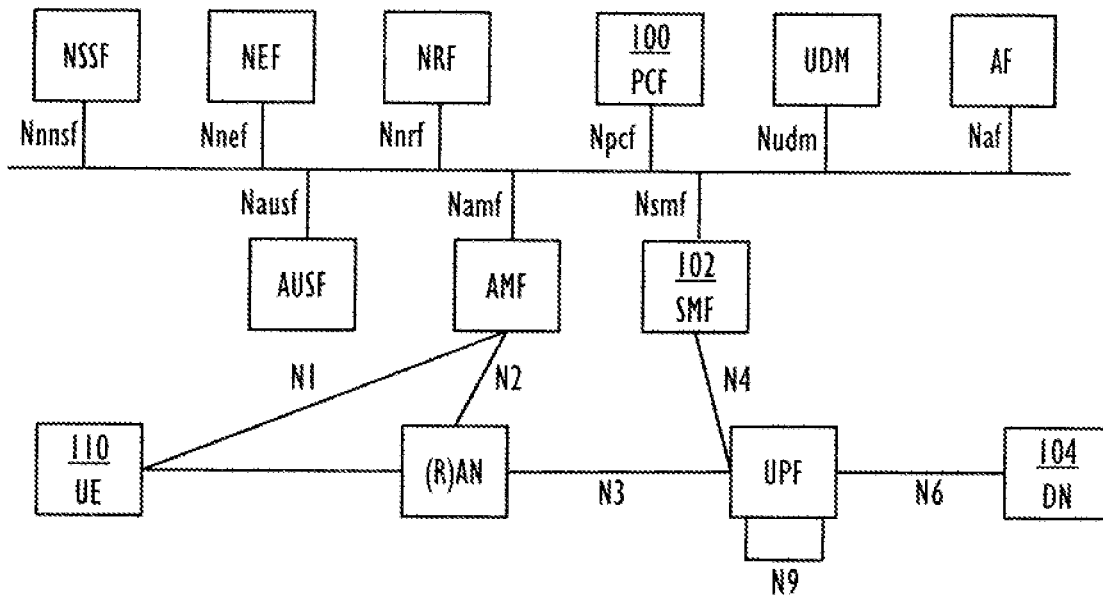 NSSF
NEF
NRF
100
PCF
UDM
AF
Nnnsf
Nnef
Nnrf
Npcf
Nudm
Naf
Nausf
Namf
Nsmf
AUSF
AMF
102
SMF
N1
N2
N4
110
UE
(R)AN
N3
UPF
N6
104
DN
N9